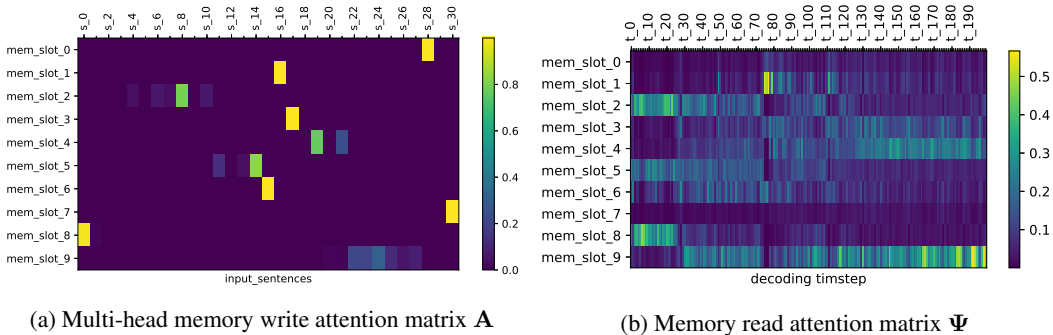 s_0 s_2 s_4 s_6 s_8 s_10 s_12 s_14 s_16 s_18 s_20 s_22 s_24 s_26 s_28 s_30
mem_slot_0
mem_slot_1
mem_slot_2
mem_slot_3
mem_slot_4
mem_slot_5
mem_slot_6
mem_slot_7
mem_slot_8
mem_slot_9
input_sentences
0.8
0.6
0.4
0.2
0.0
(a) Multi-head memory write attention matrix A
t_0 t_10 t_20 t_30 t_40 t_50 t_60 t_70 t_80 t_90 t_100 t_110 t_120 t_130 t_140 t_150 t_160 t_170 t_180 t_190
mem_slot_0
mem_slot_1
mem_slot_2
mem_slot_3
mem_slot_4
mem_slot_5
mem_slot_6
mem_slot_7
mem_slot_8
mem_slot_9
decoding timstep
0.5
0.4
0.3
0.2
0.1
(b) Memory read attention matrix Ψ